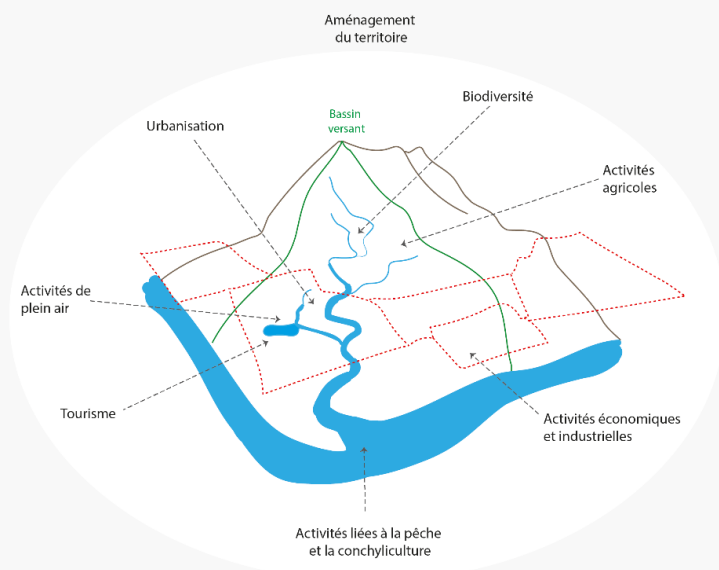 Aménagement
du territoire
Biodiversité
Bassin
versant
Urbanisation
Activités
agricoles
Activités de
plein air
Tourisme
Activités économiques
et industrielles
Activités liées à la pêche
et la conchyliculture